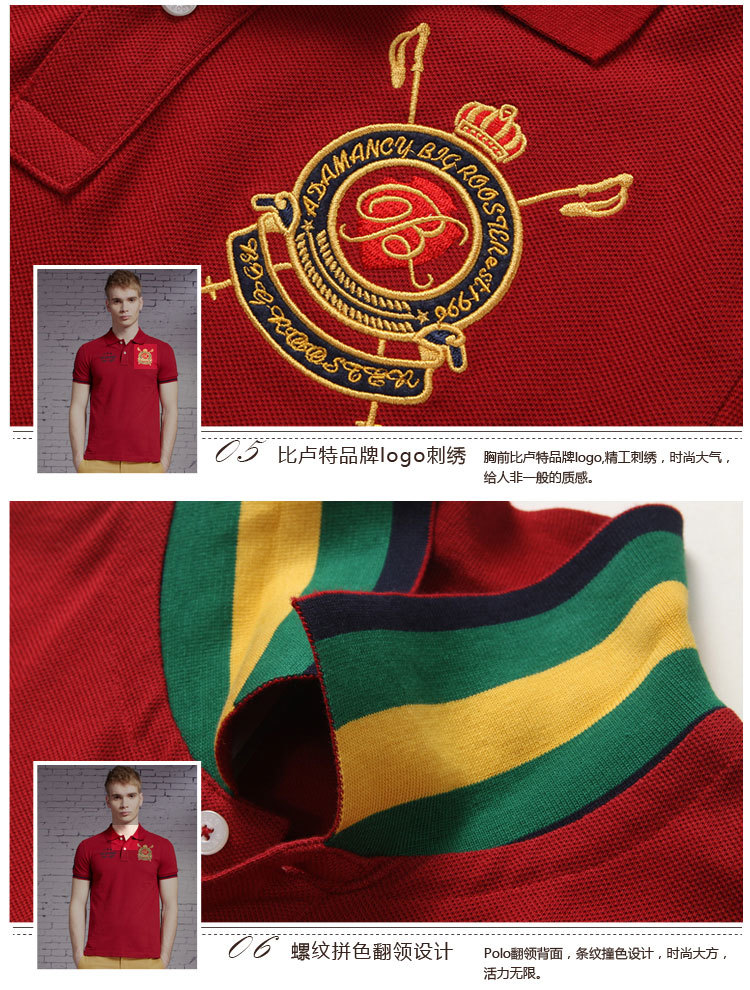 ADAMANCY BIG ROOSTER est1996
B
05 比卢特品牌logo刺绣
胸前比卢特品牌logo,精工刺绣，时尚大气，
给人非一般的质感。
06 螺纹拼色翻领设计
Polo翻领背面，条纹撞色设计，时尚大方，
活力无限。